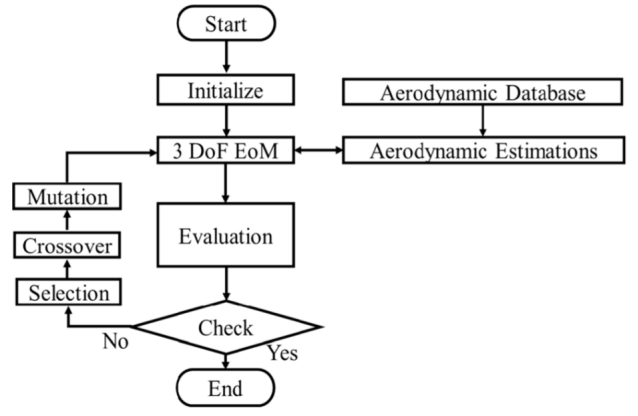 Start
Initialize
Aerodynamic Database
3 DoF EoM
Aerodynamic Estimations
Mutation
Evaluation
Crossover
Selection
Check
No
Yes
End